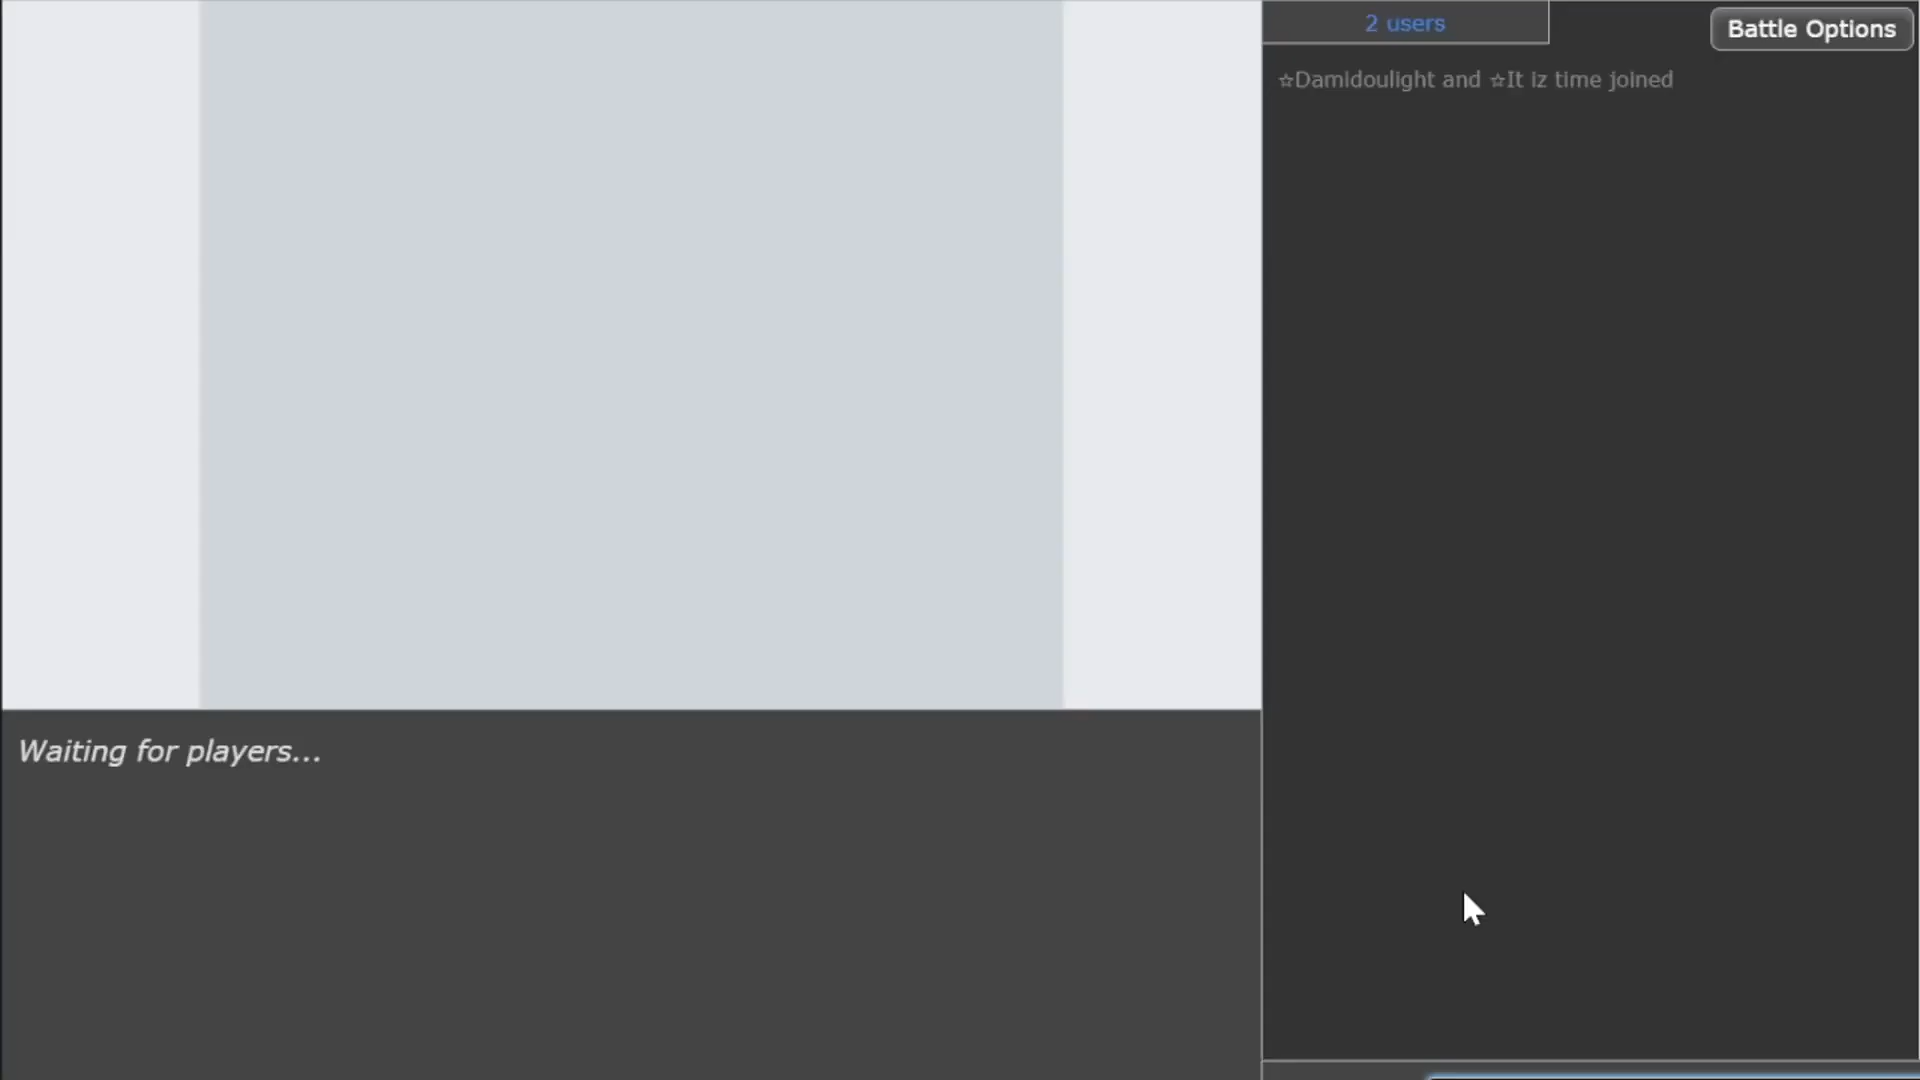 2 users
Battle Options
☆Damidoulight and ☆It iz time joined
Waiting for players...